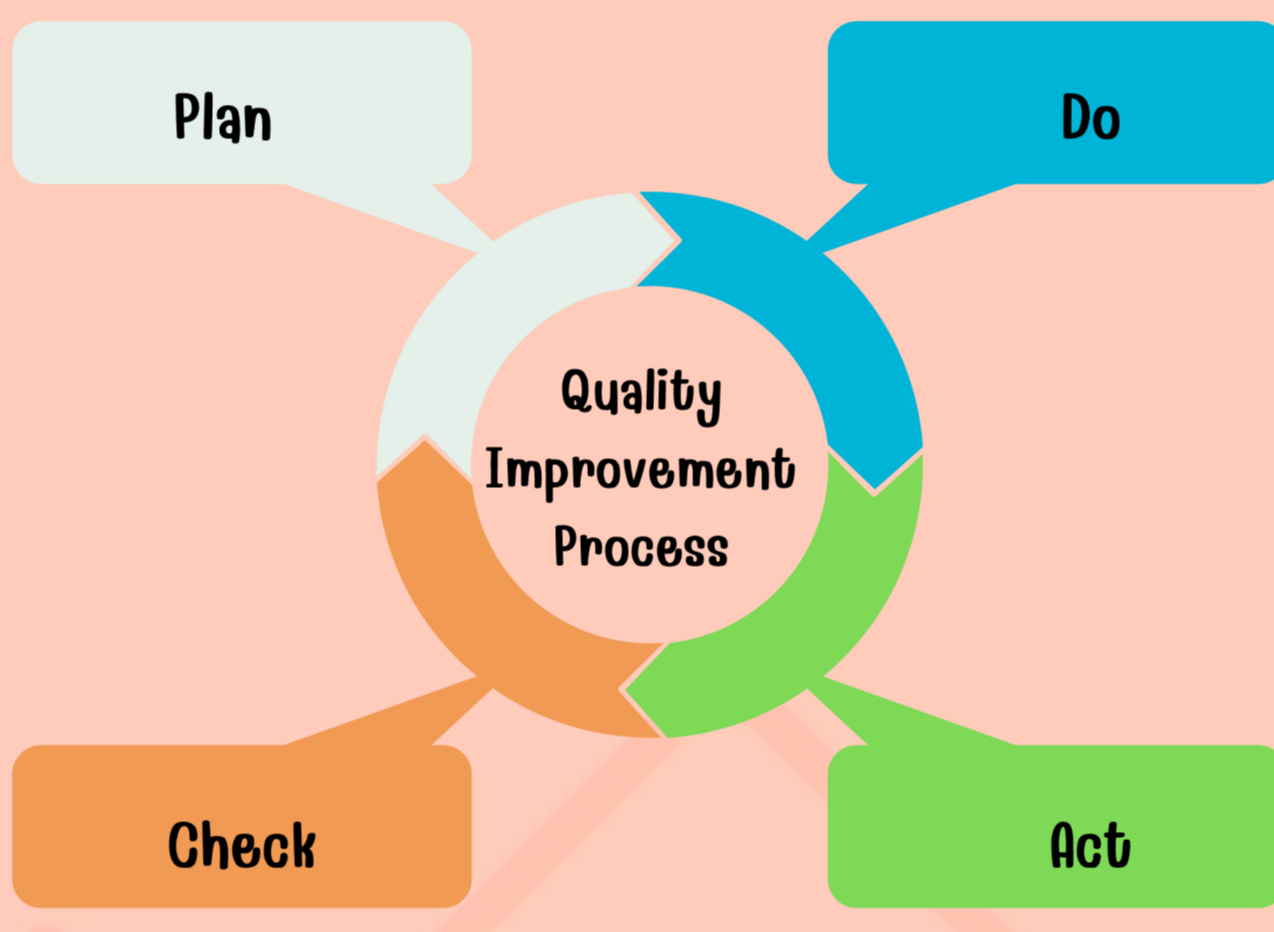 Plan
Do
Quality
Improvement
Process
Check
Act